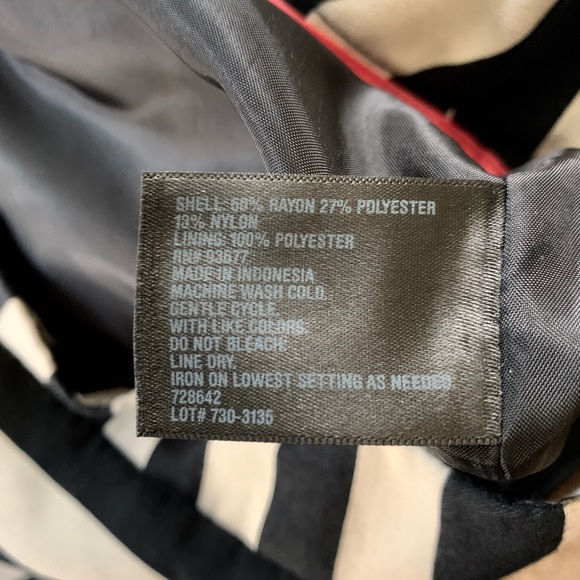 SHELL: 60% RAYON 27% POLYESTER
13% NYLON
LINING: 100% POLYESTER
RN# 93677
MADE IN INDONESIA
MACHINE WASH COLD.
GENTLE CYCLE.
WITH LIKE COLORS.
DO NOT BLEACH.
LINE DRY.
IRON ON LOWEST SETTING AS NEEDED.
728642
LOT# 730-3135